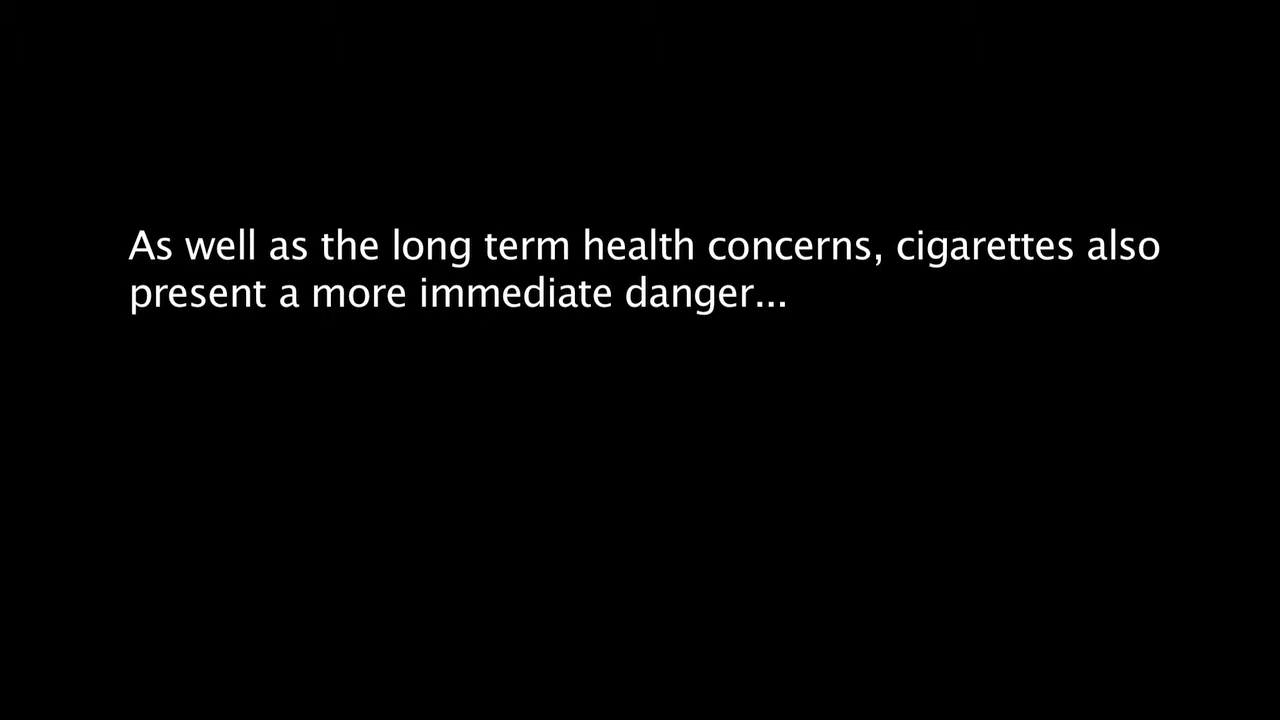 As well as the long term health concerns, cigarettes also
present a more immediate danger...